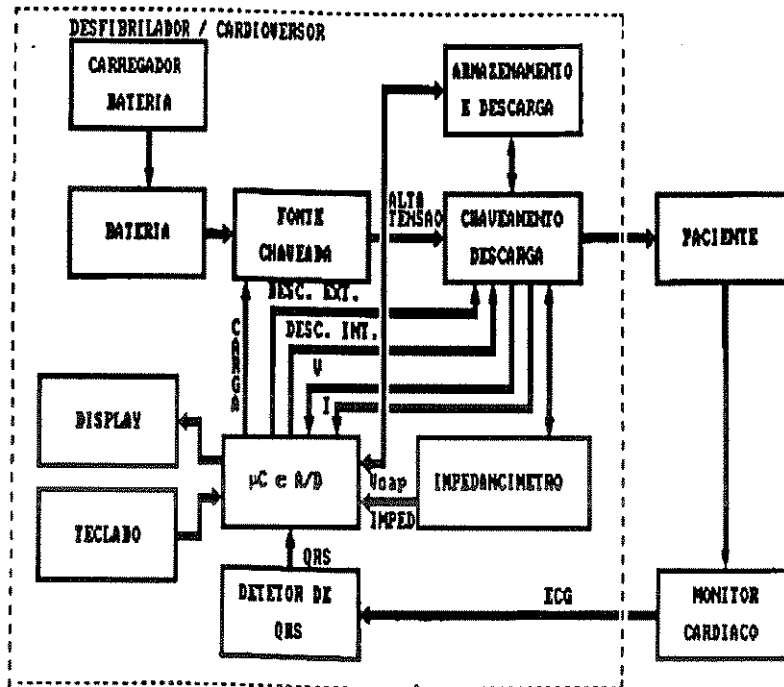 DESFIBRILADOR / CARDIOVERSOR
CARREGADOR
BATERIA
ARMAZENAMENTO
E DESCARGA
BATERIA
FONTE
CHAVEADA
ALTA
TENSAO
CHAVEAMENTO
DESCARGA
PACIENTE
DESC. EXT.
DESC. INT.
CARGA
V
I
DISPLAY
µC e A/D
Vcap
IMPED
IMPEDANCIMETRO
TECLADO
QRS
DETETOR DE
QRS
ECG
MONITOR
CARDIACO